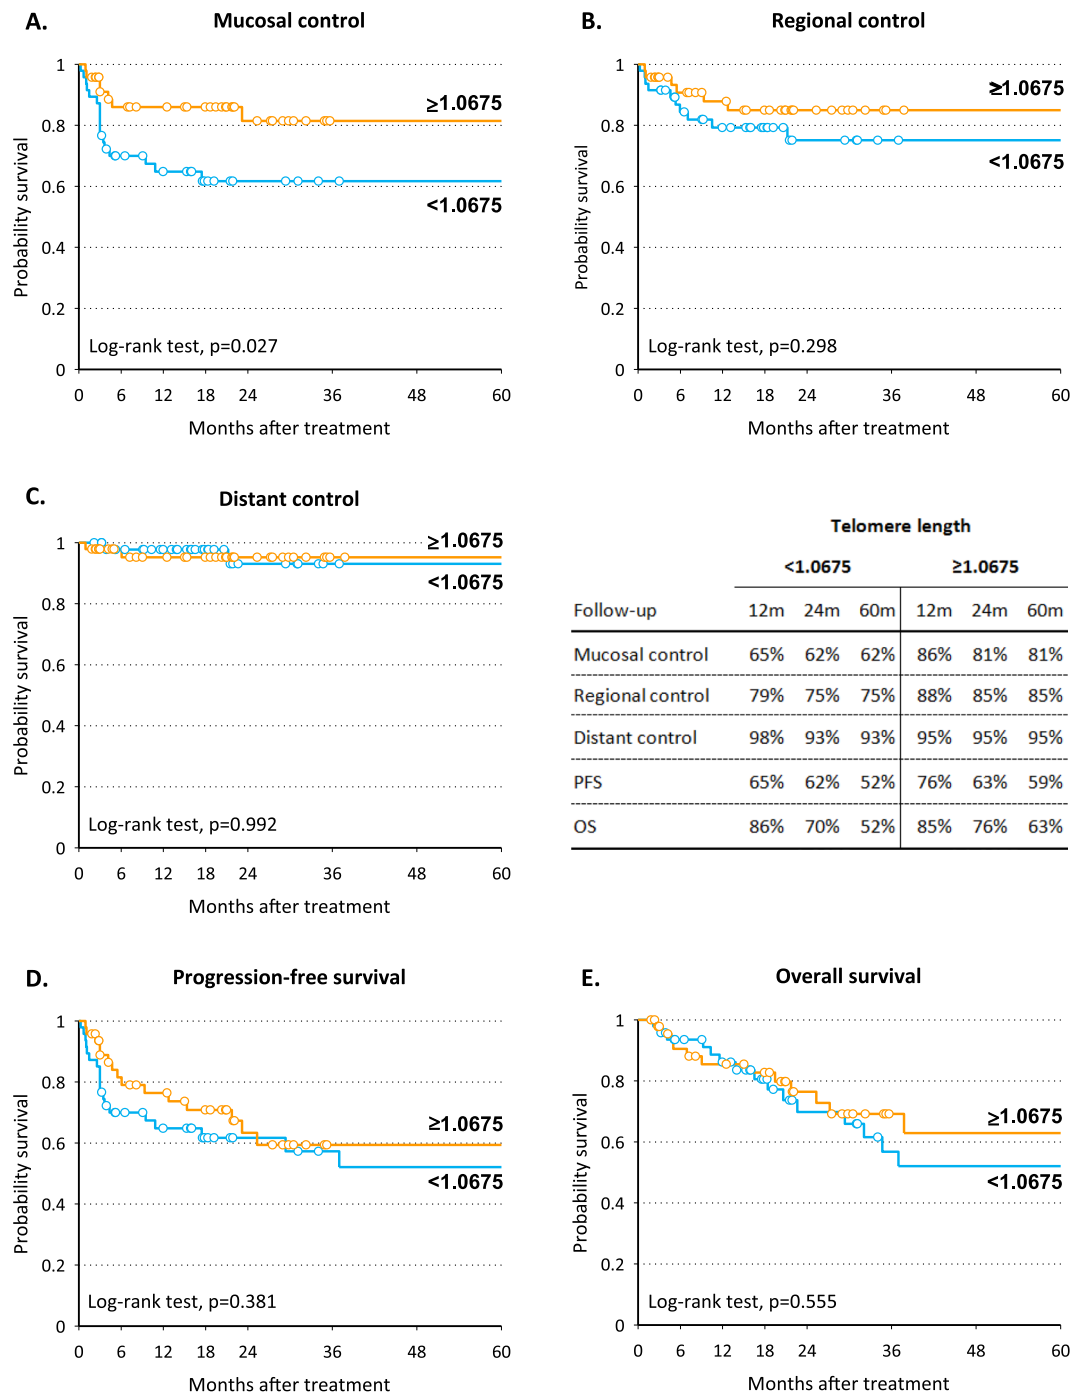 A. Mucosal control
Probability survival
1
0.8
0.6
0.4
0.2
0
≥1.0675
<1.0675
Log-rank test, p=0.027
0 6 12 18 24 36 48 60
Months after treatment
B. Regional control
Probability survival
1
0.8
0.6
0.4
0.2
0
≥1.0675
<1.0675
Log-rank test, p=0.298
0 6 12 18 24 36 48 60
Months after treatment
C. Distant control
Probability survival
1
0.8
0.6
0.4
0.2
0
≥1.0675
<1.0675
Log-rank test, p=0.992
0 6 12 18 24 36 48 60
Months after treatment
Telomere length
<1.0675 ≥1.0675
Follow-up 12m 24m 60m 12m 24m 60m
Mucosal control 65% 62% 62% 86% 81% 81%
Regional control 79% 75% 75% 88% 85% 85%
Distant control 98% 93% 93% 95% 95% 95%
PFS 65% 62% 52% 76% 63% 59%
OS 86% 70% 52% 85% 76% 63%
D. Progression-free survival
Probability survival
1
0.8
0.6
0.4
0.2
0
≥1.0675
<1.0675
Log-rank test, p=0.381
0 6 12 18 24 36 48 60
Months after treatment
E. Overall survival
Probability survival
1
0.8
0.6
0.4
0.2
0
≥1.0675
<1.0675
Log-rank test, p=0.555
0 6 12 18 24 36 48 60
Months after treatment